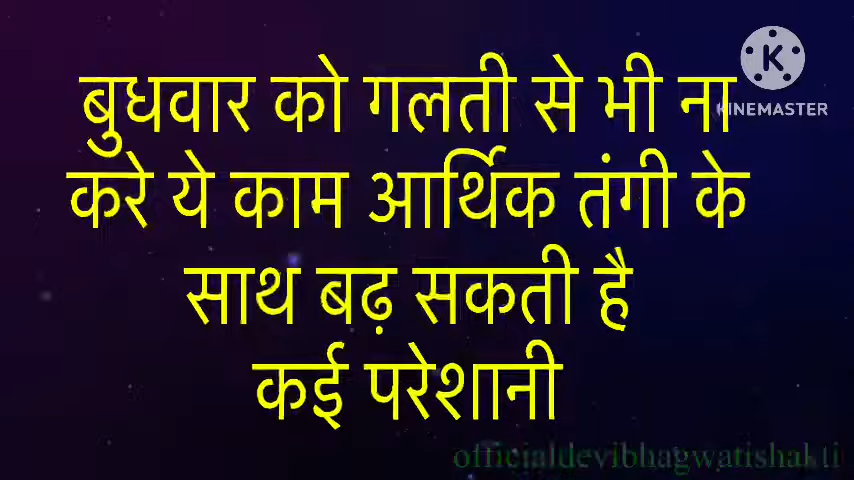 बुधवार को गलती से भी ना
करे ये काम आर्थिक तंगी के
साथ बढ़ सकती है
कई परेशानी
KINEMASTER
officialdevibhagwatishakti